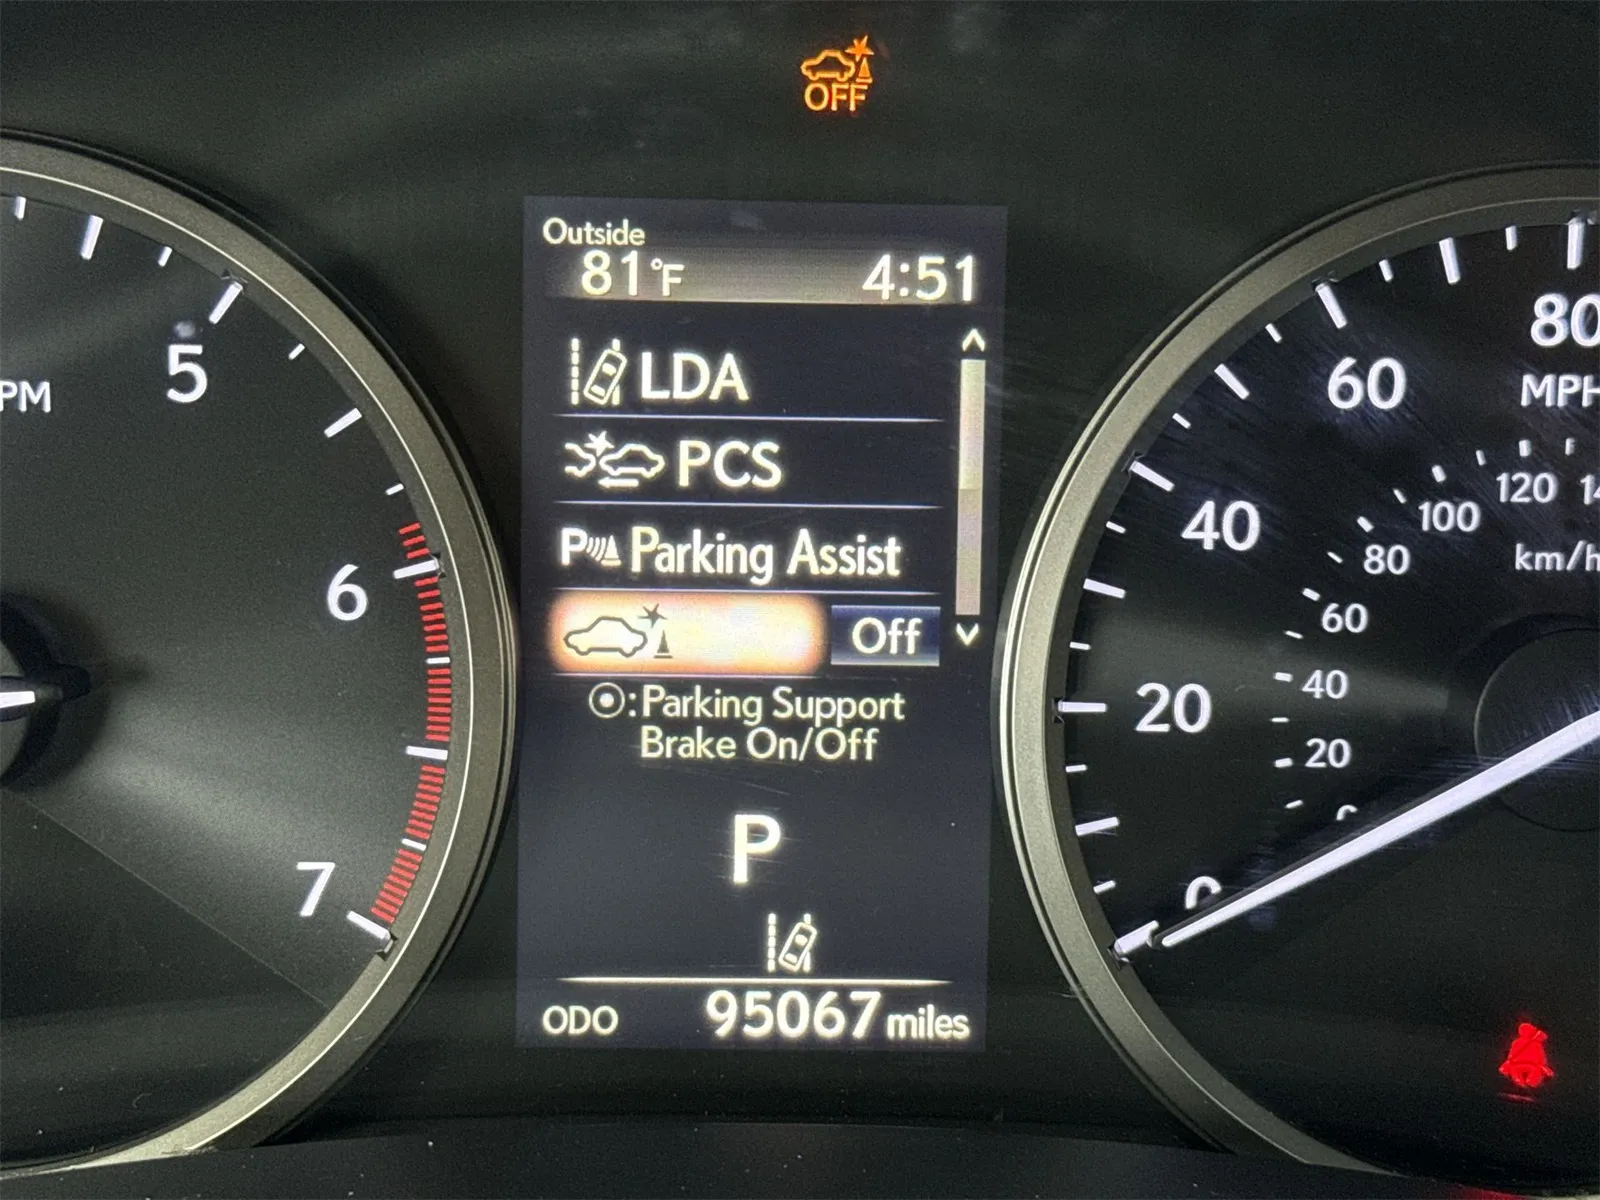 OFF
Outside
81°F 4:51
LDA
PCS
P Parking Assist
Off
⊙: Parking Support
Brake On/Off
P
ODO 95067 miles
PM
5
6
7
80
MPH
60
40
20
0
120
100
80
km/h
60
40
20